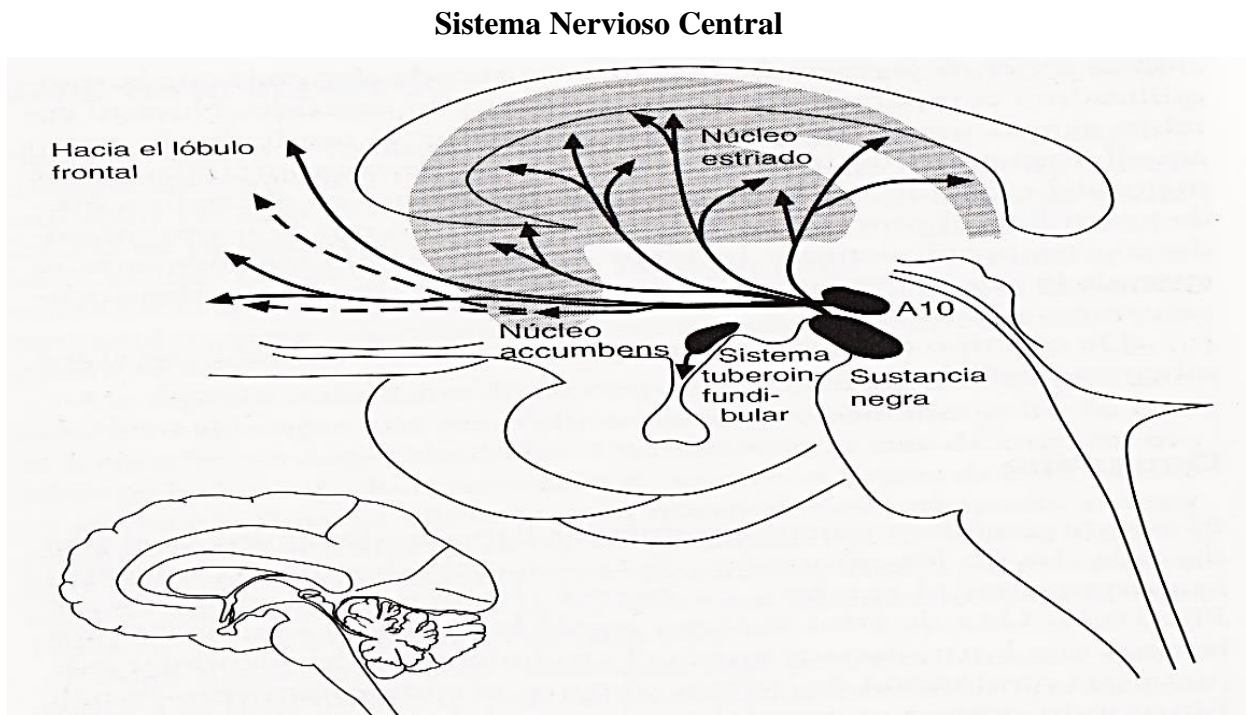 Sistema Nervioso Central
Hacia el lóbulo
frontal
Núcleo
estriado
A10
Núcleo
accumbens
Sistema
tuberoin-
fundi-
bular
Sustancia
negra